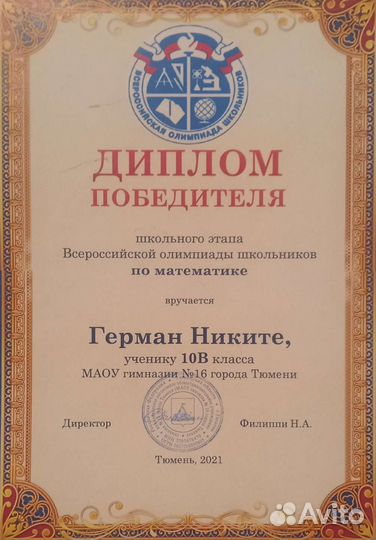 ВСЕРОССИЙСКАЯ ОЛИМПИАДА ШКОЛЬНИКОВ
ДИПЛОМ
ПОБЕДИТЕЛЯ
школьного этапа
Всероссийской олимпиады школьников
по математике
вручается
Герман Никите,
ученику 10В класса
МАОУ гимназии №16 города Тюмени
Директор
Филиппи Н.А.
Тюмень, 2021
Avito